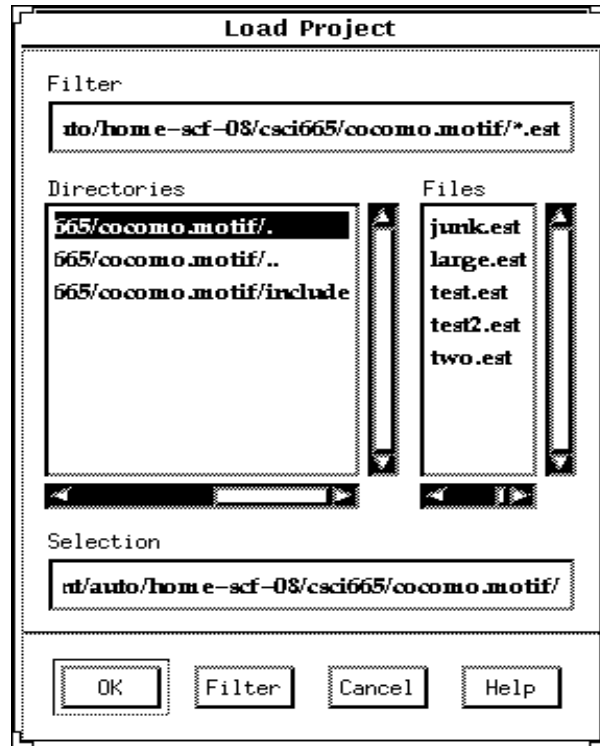 Load Project
Filter
ito/home-scf-08/csci665/cocomo.motif/*.est
Directories
665/cocomo.motif/.
665/cocomo.motif/..
665/cocomo.motif/include
Files
junk.est
large.est
test.est
test2.est
two.est
Selection
nt/auto/home-scf-08/csci665/cocomo.motif/
OK
Filter
Cancel
Help